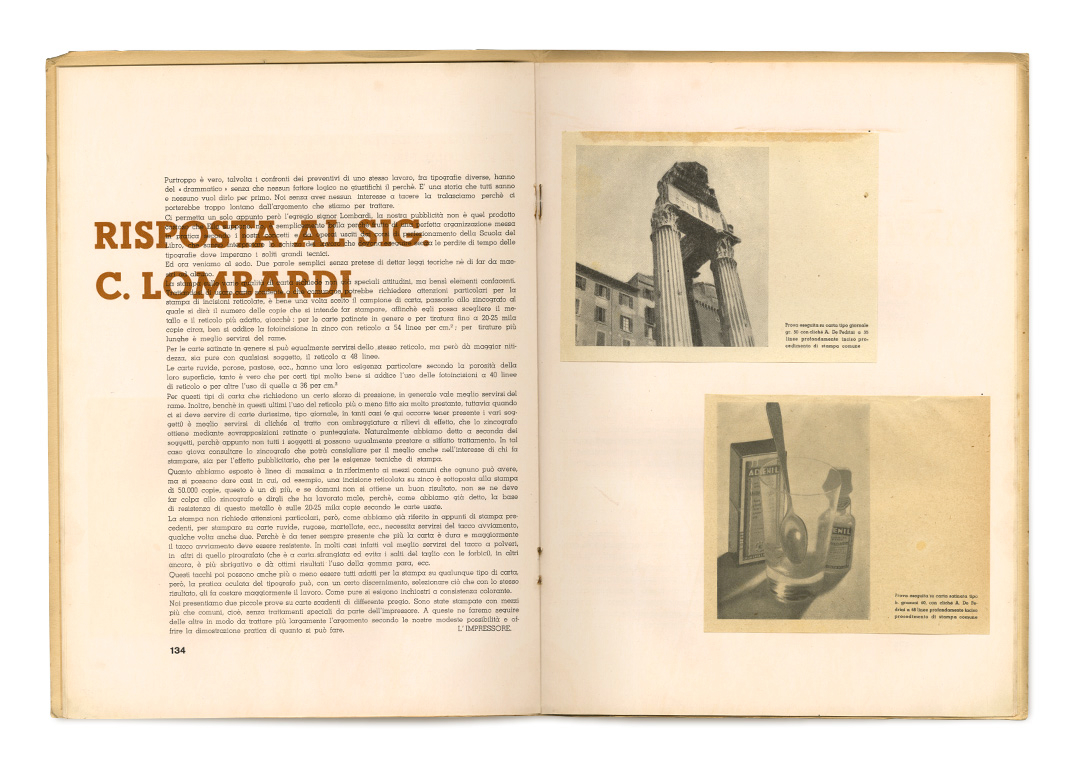 Purtroppo è vero, talvolta i confronti dei preventivi di uno stesso lavoro, fra tipografie diverse, hanno
del « drammatico » senza che nessun fattore logico ne giustifichi il perchè. E' una storia che tutti sanno
e nessuno vuol dirlo per primo. Noi senza aver nessun interesse a tacere la tralasciamo perchè ci
porterebbe troppo lontano dall'argomento che stiamo per trattare.
Ci permetta un solo appunto però l'egregio signor Lombardi, la nostra pubblicità non è quel prodotto
organizzazione messa
della Scuola del
Libro, le perdite di tempo delle
tipografie dove imperano i soliti grandi tecnici.
Ed ora veniamo al sodo. Due parole semplici senza pretese di dettar leggi teoriche nè di far da mae-
RISPOSTA AL SIG.
C. LOMBARDI
speciali attitudini, ma bensì elementi
richiedere attenzioni particolari per la
stampa di incisioni reticolate, è bene una volta scelto il campione di carta, passarlo allo zincografo al
quale si dirà il numero delle copie che si intende far stampare, affinchè egli possa scegliere il me-
tallo e il reticolo più adatto, giacchè : per le carte patinate in genere e per tiratura fino a 20-25 mila
copie circa, ben si addice la fotoincisione in zinco con reticolo a 54 linee per cm.² ; per tirature più
lunghe è meglio servirsi del rame.
Per le carte satinate in genere si può egualmente servirsi dello stesso reticolo, ma però dà maggior niti-
dezza, sia pure con qualsiasi soggetto, il reticolo a 48 linee.
Le carte ruvide, porose, pastose, ecc., hanno una loro esigenza particolare secondo la porosità della
loro superficie, tanto è vero che per certi tipi molto bene si addice l'uso delle fotoincisioni a 40 linee
di reticolo e per altre l'uso di quelle a 36 per cm.²
Per questi tipi di carta che richiedono un certo sforzo di pressione, in generale vale meglio servirsi del
rame. Inoltre, benchè in questi ultimi l'uso del reticolo più o meno fitto sia molto prestante, tuttavia quando
ci si deve servire di carte durissime, tipo giornale, in tanti casi (e qui occorre tener presente i vari sog-
getti) è meglio servirsi di clichés al tratto con ombreggiature a rilievi di effetto, che lo zincografo
ottiene mediante sovrapposizioni retinate o punteggiate. Naturalmente abbiamo detto a seconda dei
soggetti, perchè appunto non tutti i soggetti si possono ugualmente prestare a siffatto trattamento. In tal
caso giova consultare lo zincografo che potrà consigliare per il meglio anche nell'interesse di chi fa
stampare, sia per l'effetto pubblicitario, che per le esigenze tecniche di stampa.
Quanto abbiamo esposto è linea di massima e in riferimento ai mezzi comuni che ognuno può avere,
ma si possono dare casi in cui, ad esempio, una incisione reticolata su zinco è sottoposta alla stampa
di 50.000 copie, questo è un di più, e se domani non si ottiene un buon risultato, non se ne deve
far colpa allo zincografo e dirgli che ha lavorato male, perchè, come abbiamo già detto, la base
di resistenza di questo metallo è sulle 20-25 mila copie secondo le carte usate.
La stampa non richiede attenzioni particolari, però, come abbiamo già riferito in appunti di stampa pre-
cedenti, per stampare su carte ruvide, rugose, martellate, ecc., necessita servirsi del tacco avviamento,
qualche volta anche due. Perchè è da tener sempre presente che più la carta è dura e maggiormente
il tacco avviamento deve essere resistente. In molti casi infatti val meglio servirsi del tacco a polveri,
in altri di quello pirografato (che è a carta sfrangiata ed evita i salti del taglio con le forbici), in altri
ancora, è più sbrigativo e dà ottimi risultati l'uso della gomma para, ecc.
Questi tacchi poi possono anche più o meno essere tutti adatti per la stampa su qualunque tipo di carta,
però, la pratica oculata del tipografo può, con un certo discernimento, selezionare ciò che con lo stesso
risultato, gli fa costare maggiormente il lavoro. Come pure si esigono inchiostri a consistenza colorante.
Noi presentiamo due piccole prove su carte scadenti di differente pregio. Sono state stampate con mezzi
più che comuni, cioè, senza trattamenti speciali da parte dell'impressore. A queste ne faremo seguire
delle altre in modo da trattare più largamente l'argomento secondo le nostre modeste possibilità e of-
frire la dimostrazione pratica di quanto si può fare. L'IMPRESSORE.
134
Prova eseguita su carta tipo giornale
gr. 50 con cliché A. De Pedrini a 35
linee profondamente inciso pro-
cedimento di stampa comune
Prova eseguita su carta satinata tipo
b. grammi 60 con cliché A. De Pe-
drini a 48 linee profondamente inciso
procedimento di stampa comune